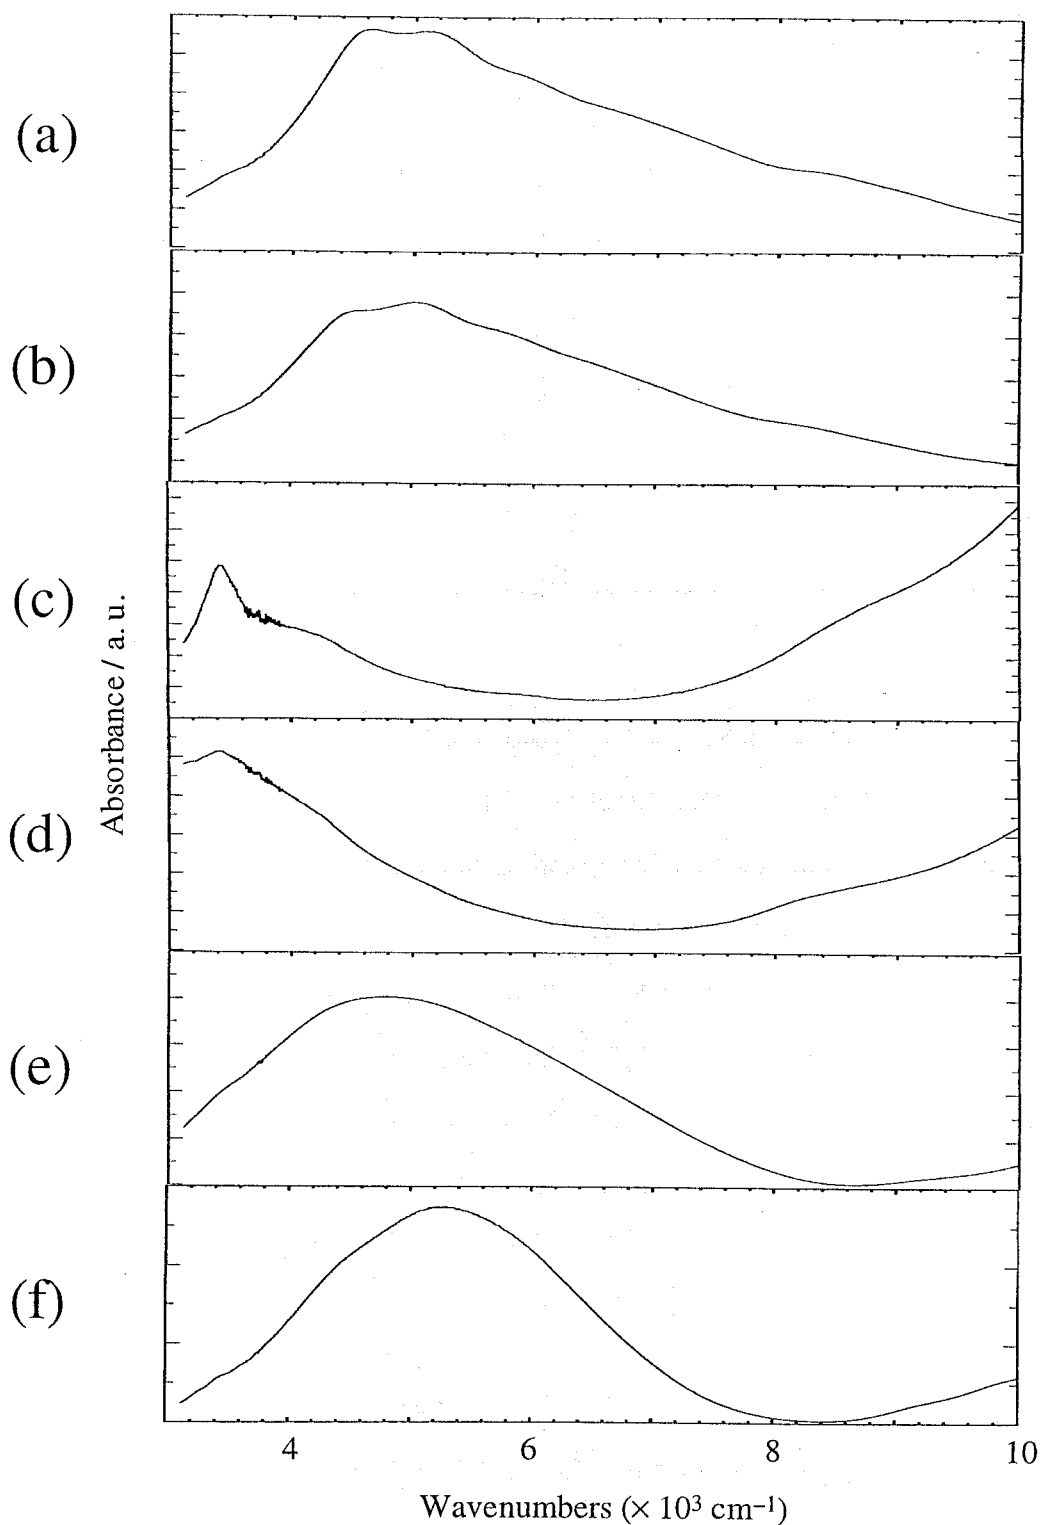 (a)
(b)
(c)
(d)
(e)
(f)
Absorbance / a. u.
4 6 8 10
Wavenumbers (× 10³ cm⁻¹)